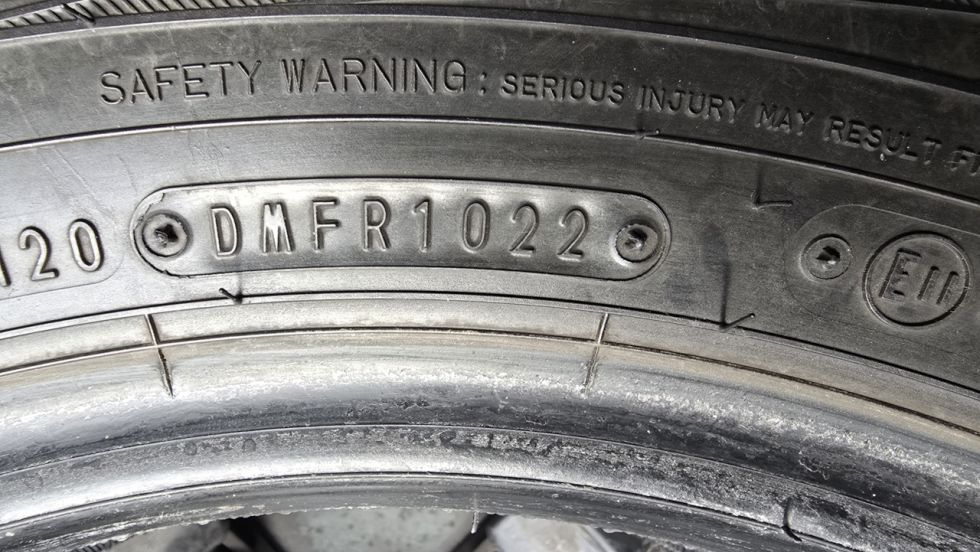 SAFETY WARNING : SERIOUS INJURY MAY RESULT
120 DMFR1022 E11